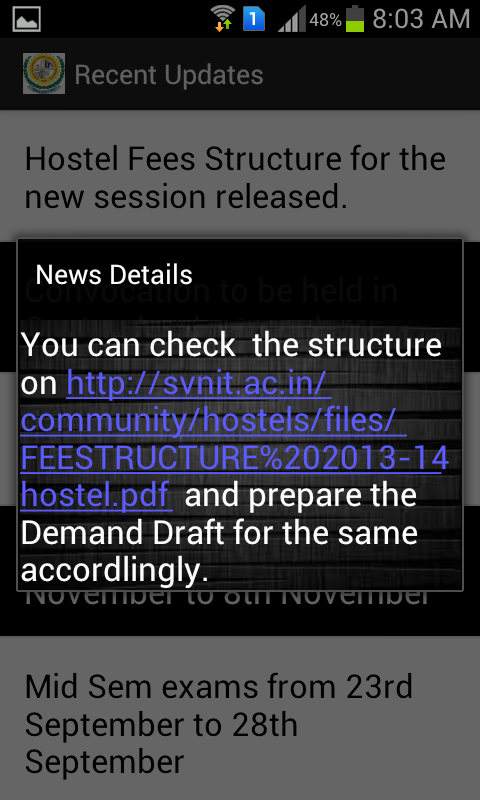 1
48%
8:03 AM
Recent Updates
Hostel Fees Structure for the
new session released.
Convocation to be held in
News Details
You can check  the structure
on http://svnit.ac.in/
community/hostels/files/
FEESTRUCTURE%202013-14
hostel.pdf  and prepare the
Demand Draft for the same
accordlingly.
November to 8th November
Mid Sem exams from 23rd
September to 28th
September